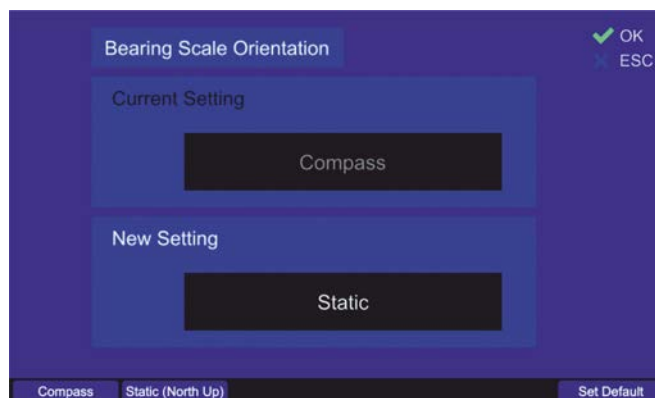 Bearing Scale Orientation
OK
ESC
Current Setting
Compass
New Setting
Static
Compass
Static (North Up)
Set Default